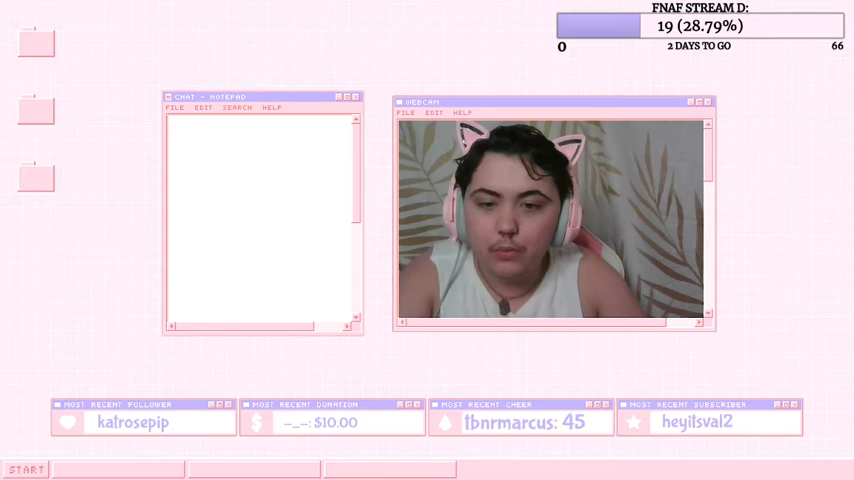 FNAF STREAM D:
19 (28.79%)
0
2 DAYS TO GO
66
CHAT - NOTEPAD
FILE EDIT SEARCH HELP
WEBCAM
FILE EDIT HELP
MOST RECENT FOLLOWER
katrosepip
MOST RECENT DONATION
$
-_-: $10.00
MOST RECENT CHEER
tbnrmarcus: 45
MOST RECENT SUBSCRIBER
heyitsval2
START